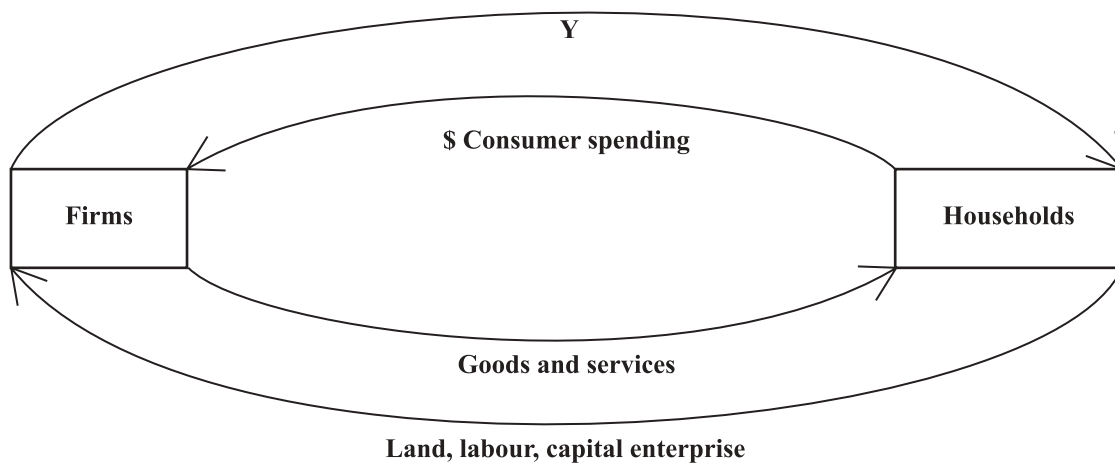 Y
$ Consumer spending
Firms
Households
Goods and services
Land, labour, capital enterprise